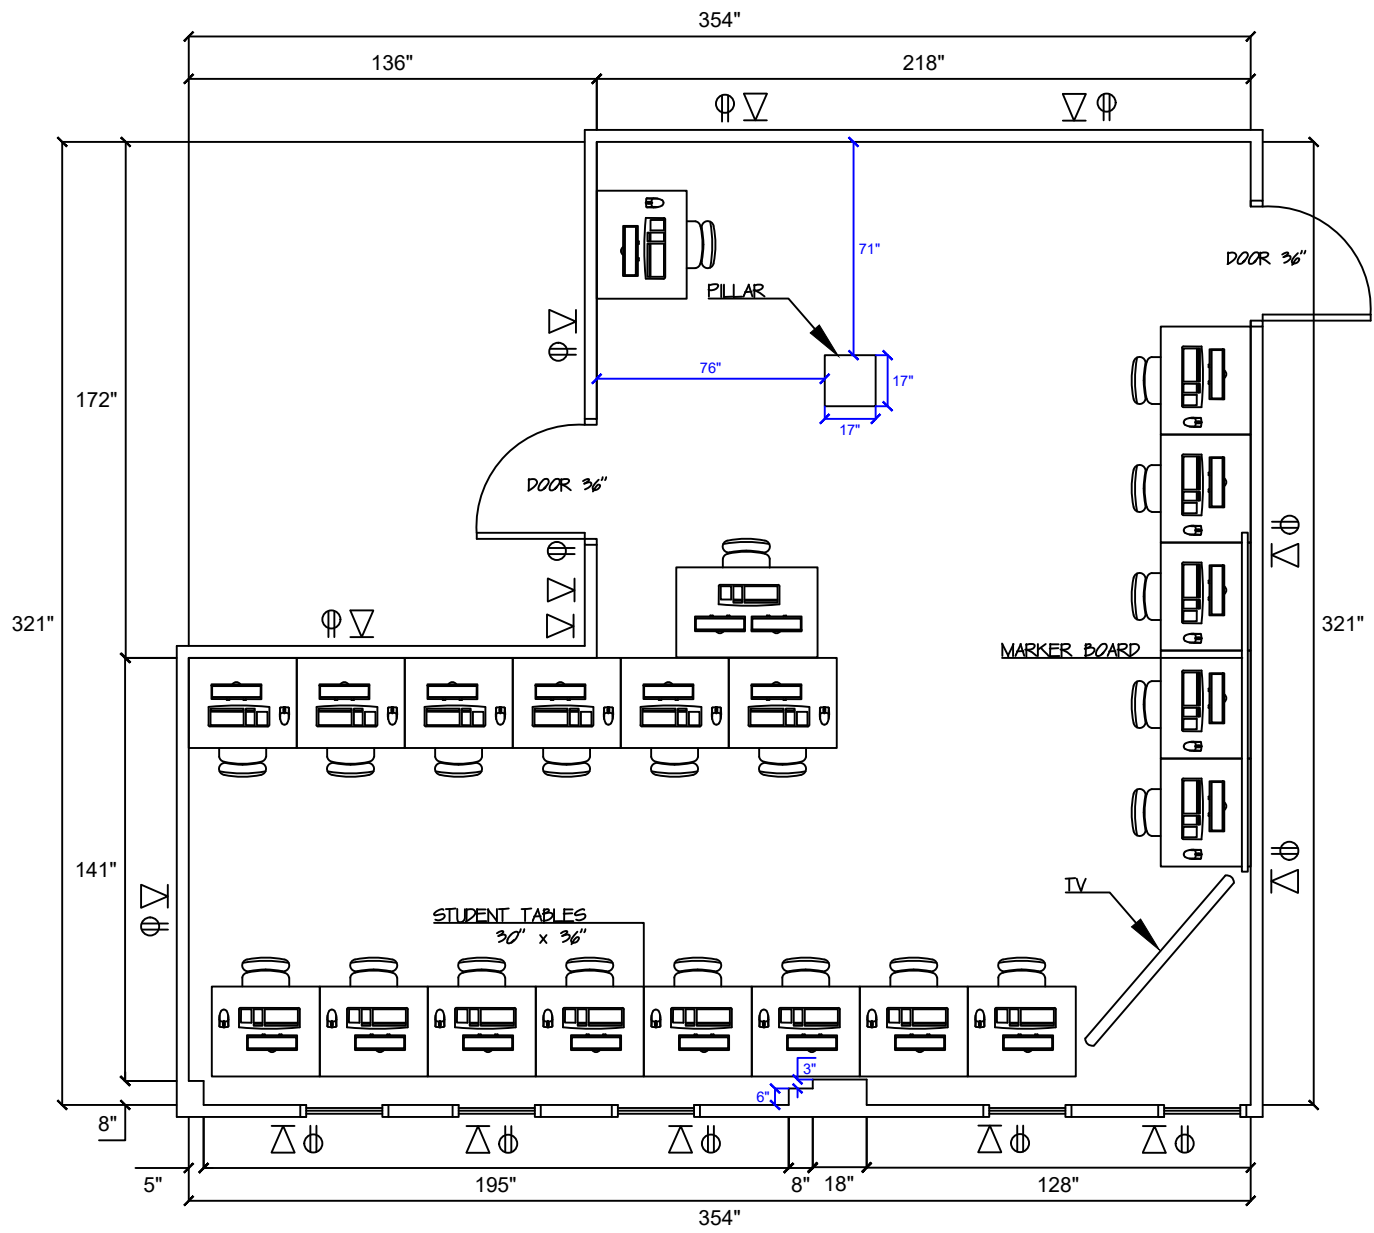 354"
136"
218"
71"
DOOR 36"
PILLAR
76"
17"
17"
172"
DOOR 36"
321"
321"
MARKER BOARD
141"
TV
STUDENT TABLES
30" x 36"
3"
6"
8"
5"
195"
8"
18"
128"
354"